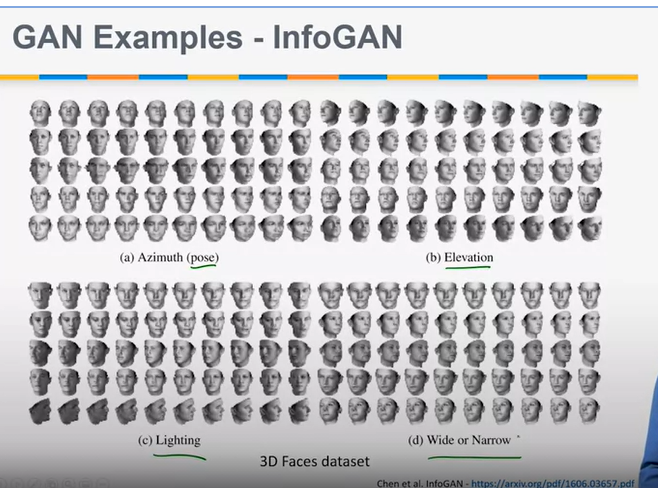 GAN Examples - InfoGAN
(a) Azimuth (pose)
(b) Elevation
(c) Lighting
(d) Wide or Narrow
3D Faces dataset
Chen et al. InfoGAN - https://arxiv.org/pdf/1606.03657.pdf